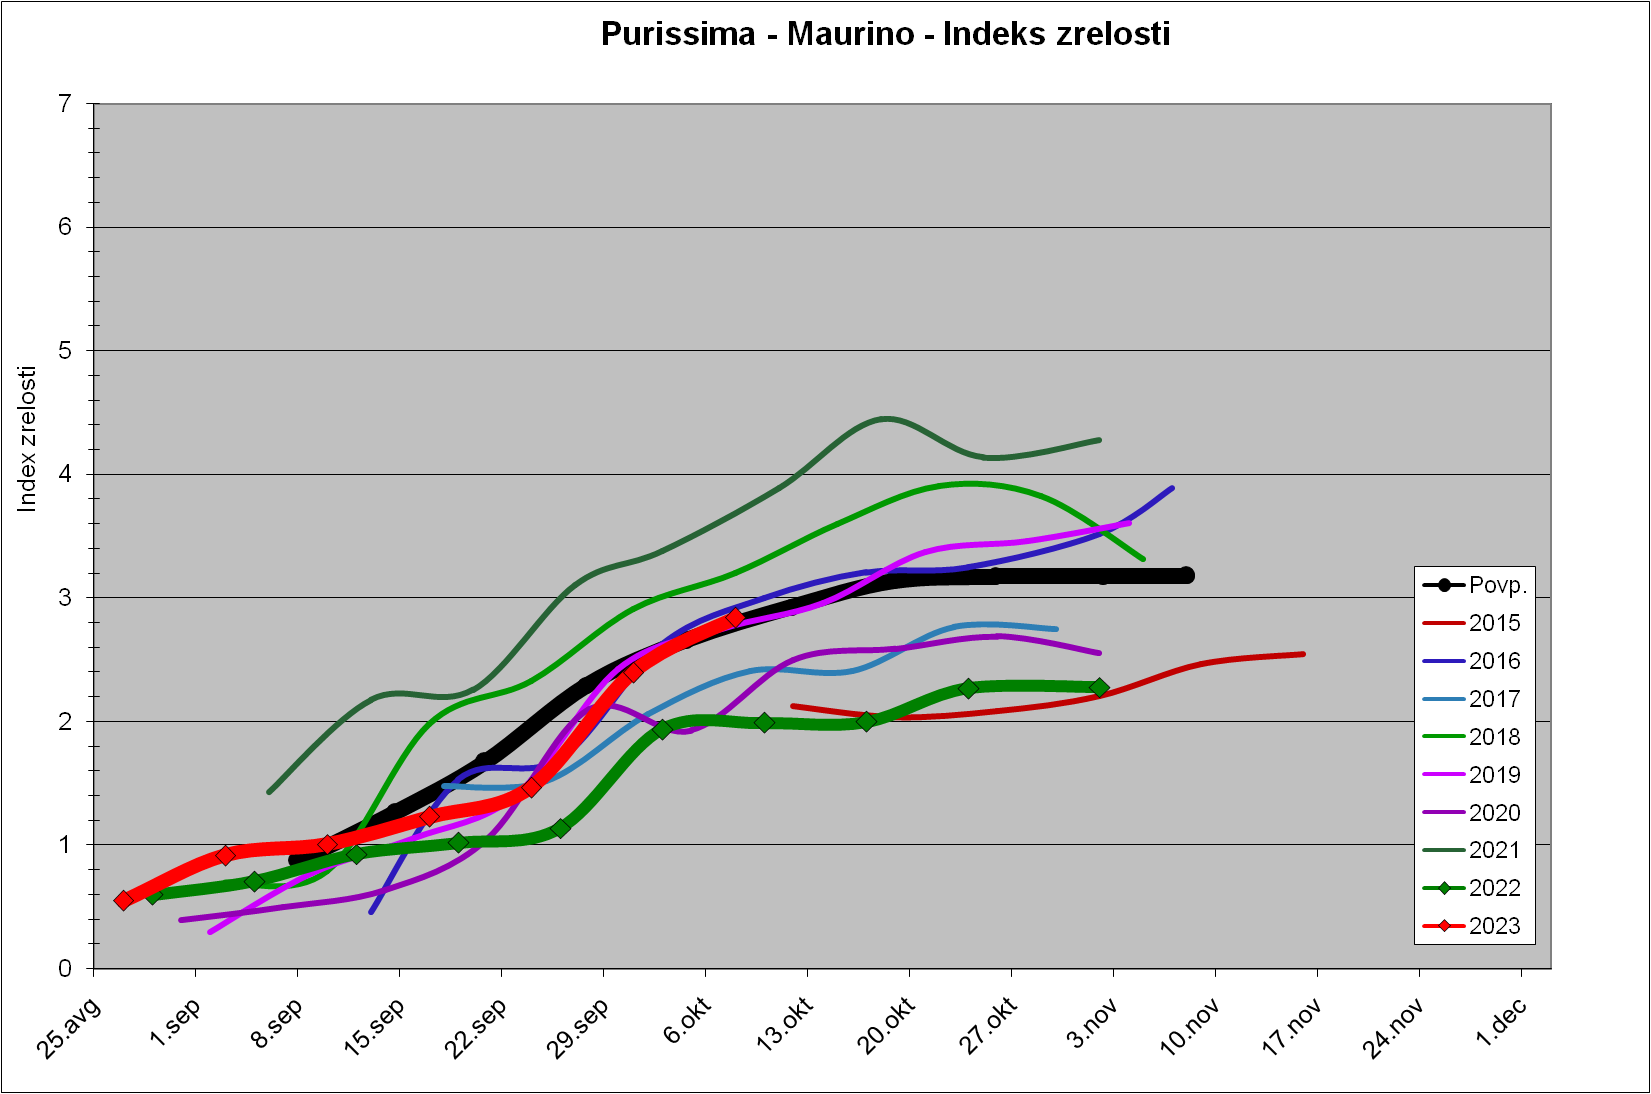 Purissima - Maurino - Indeks zrelosti
Index zrelosti
7
6
5
4
3
2
1
0
25.avg
1.sep
8.sep
15.sep
22.sep
29.sep
6.okt
13.okt
20.okt
27.okt
3.nov
10.nov
17.nov
24.nov
1.dec
Povp.
2015
2016
2017
2018
2019
2020
2021
2022
2023